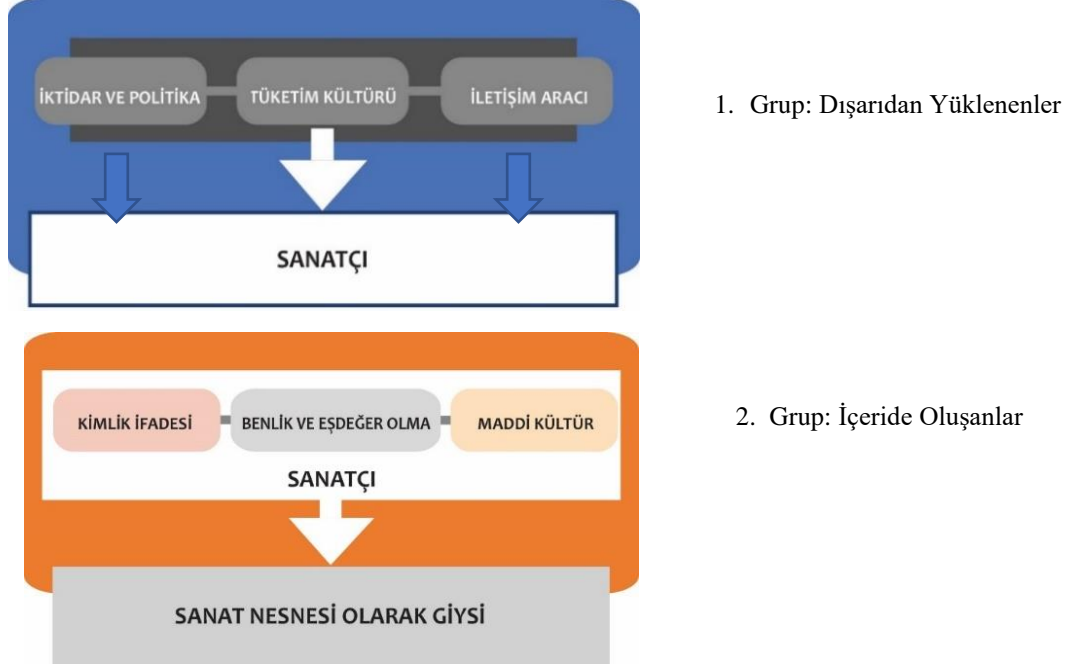 İKTİDAR VE POLİTİKA
TÜKETİM KÜLTÜRÜ
İLETİŞİM ARACI
1. Grup: Dışarıdan Yüklenenler
SANATÇI
KİMLİK İFADESİ
BENLİK VE EŞDEĞER OLMA
MADDİ KÜLTÜR
2. Grup: İçeride Oluşanlar
SANATÇI
SANAT NESNESİ OLARAK GİYSİ